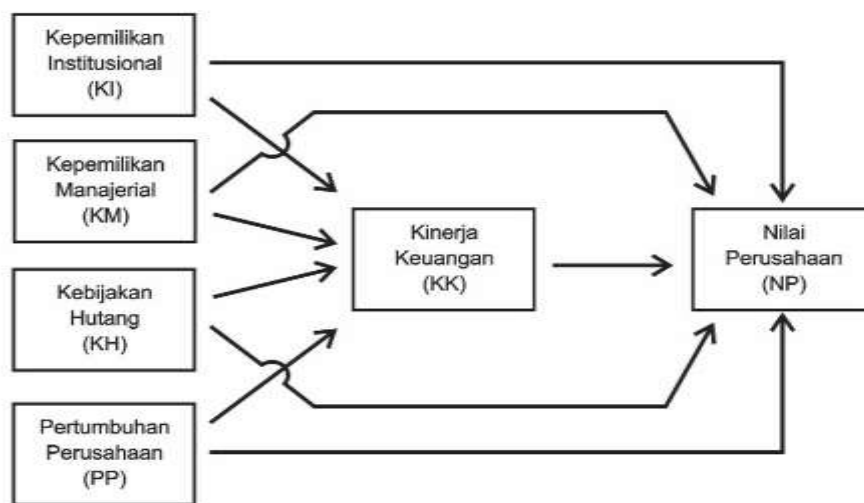 Kepemilikan
Institusional
(KI)
Kepemilikan
Manajerial
(KM)
Kebijakan
Hutang
(KH)
Pertumbuhan
Perusahaan
(PP)
Kinerja
Keuangan
(KK)
Nilai
Perusahaan
(NP)